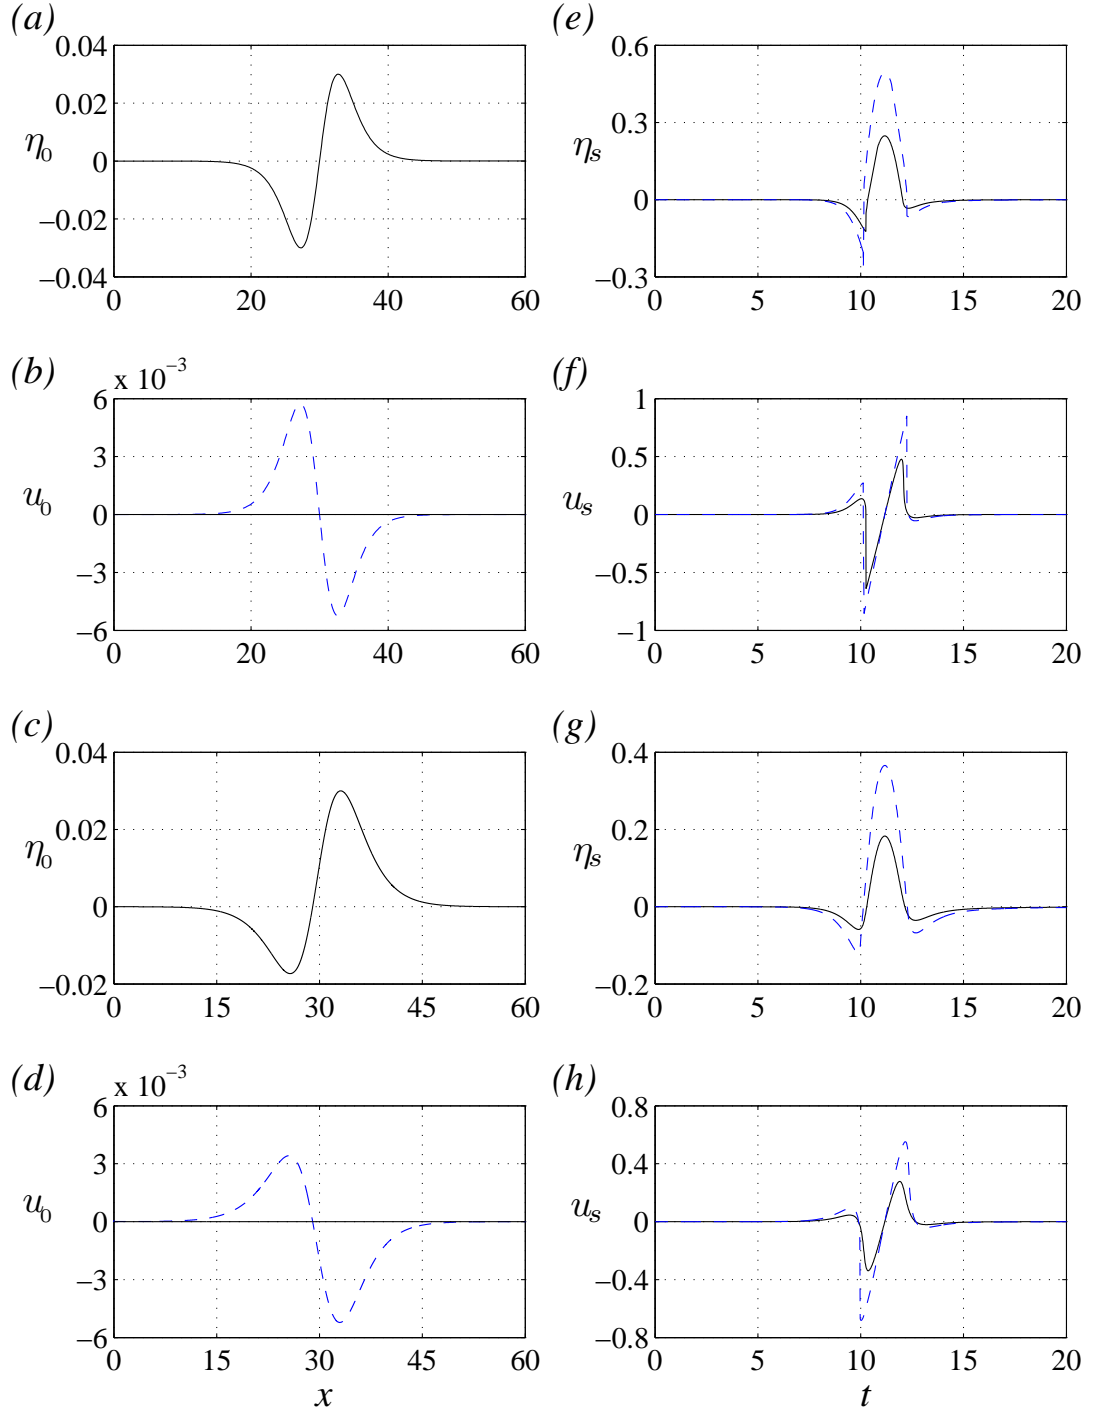 (a)
0.04
0.02
η0
0
−0.02
−0.04
0 20 40 60
(b)
x 10−3
6
3
u0
0
−3
−6
0 20 40 60
(c)
0.04
0.02
η0
0
−0.02
0 15 30 45 60
(d)
x 10−3
6
3
u0
0
−3
−6
0 15 30 45 60
x
(e)
0.6
0.3
ηs
0
−0.3
0 5 10 15 20
(f)
1
0.5
us
0
−0.5
−1
0 5 10 15 20
(g)
0.4
0.2
ηs
0
−0.2
0 5 10 15 20
(h)
0.8
0.4
us
0
−0.4
−0.8
0 5 10 15 20
t